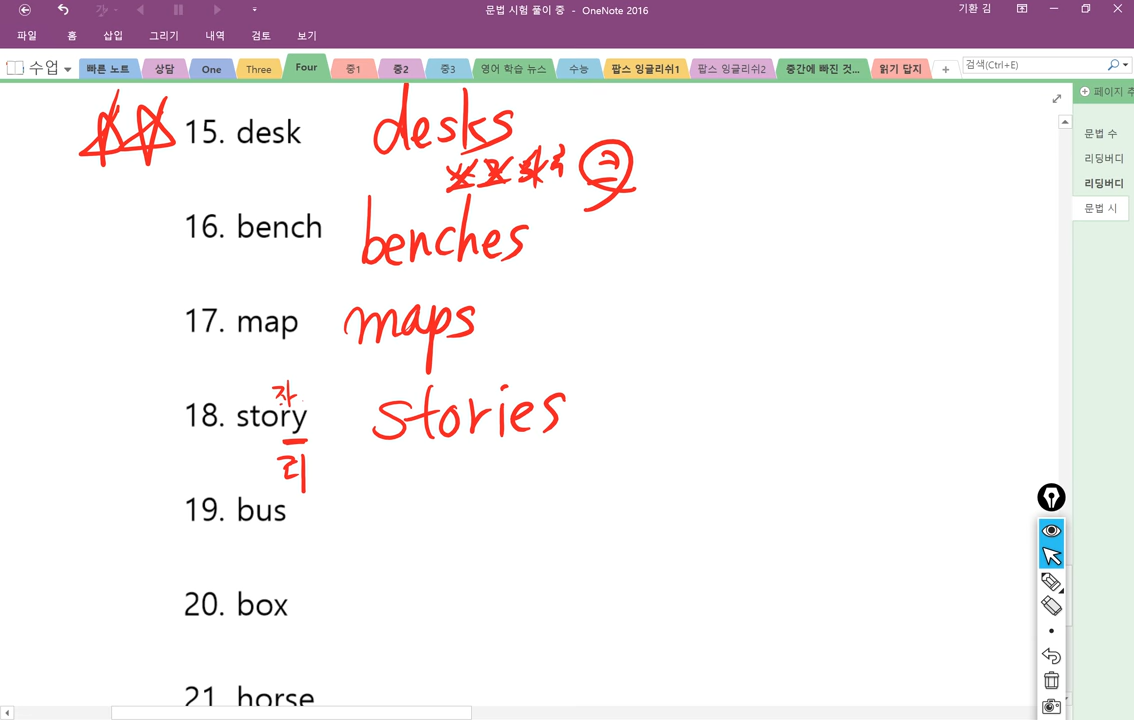 문법 시험 풀이 중 - OneNote 2016
기환 김
파일 홈 삽입 그리기 내역 검토 보기
수업 빠른 노트 상담 One Three Four 중1 중2 중3 영어 학습 뉴스 수능 팝스 잉글리쉬1 팝스 잉글리쉬2 중간에 빠진 것... 읽기 답지 + 검색(Ctrl+E)
페이지 추
문법 수
리딩버디
리딩버디
문법 시
15. desk desks
16. bench benches
17. map maps
자
18. story stories
리
19. bus
20. box
21. horse